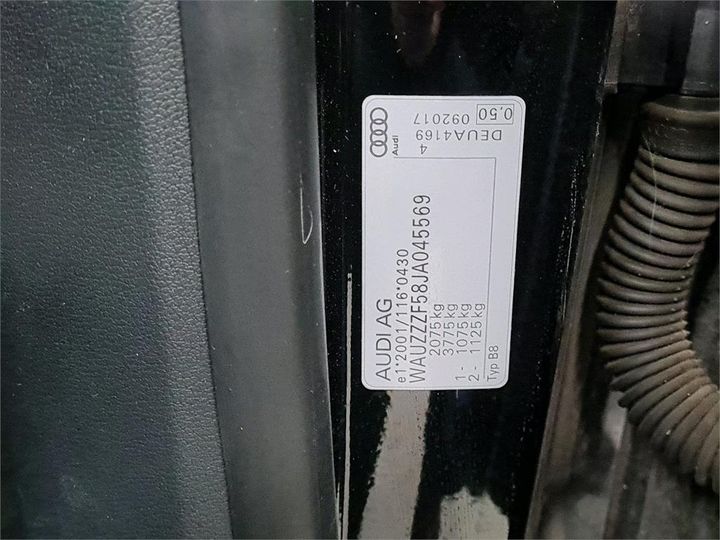 AUDI AG
e1*2001/116*0430
WAUZZZF58JA045569
2075kg
3775kg
1- 1075kg
2- 1125kg
Typ B8
Audi
DEUA4169
4
092017
0,50